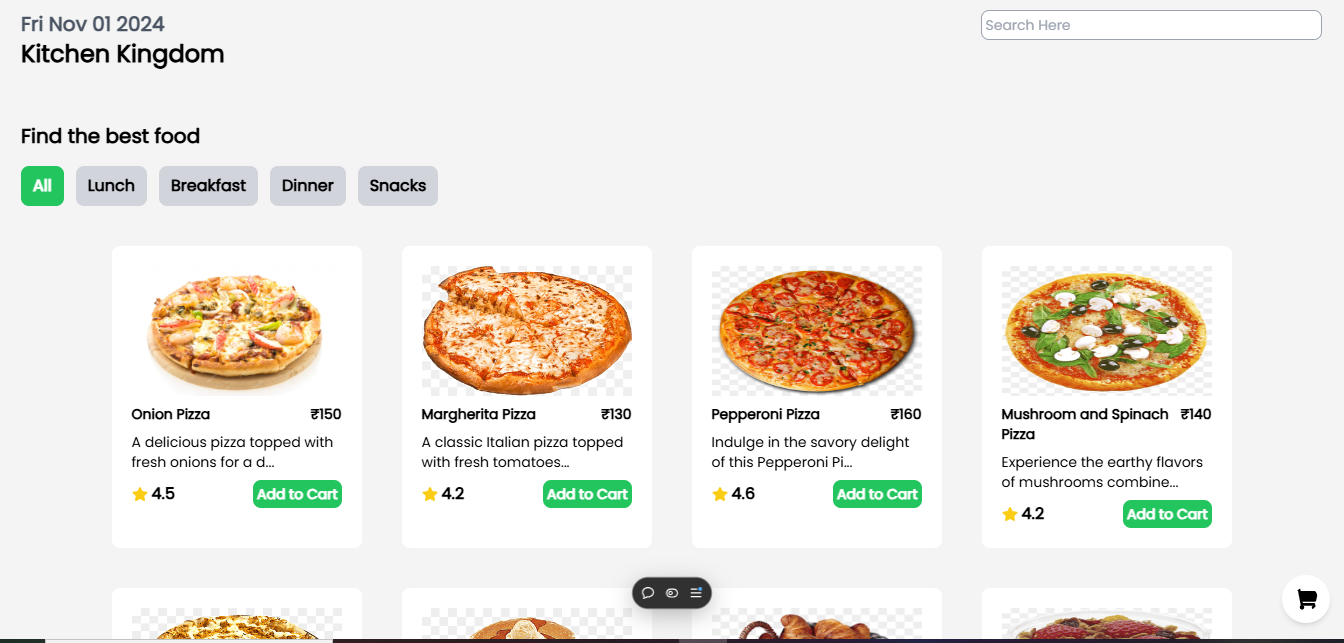 Fri Nov 01 2024
Search Here
Kitchen Kingdom
Find the best food
All
Lunch
Breakfast
Dinner
Snacks
Onion Pizza ₹150
A delicious pizza topped with
fresh onions for a d...
4.5
Add to Cart
Margherita Pizza ₹130
A classic Italian pizza topped
with fresh tomatoes...
4.2
Add to Cart
Pepperoni Pizza ₹160
Indulge in the savory delight
of this Pepperoni Pi...
4.6
Add to Cart
Mushroom and Spinach ₹140
Pizza
Experience the earthy flavors
of mushrooms combine...
4.2
Add to Cart